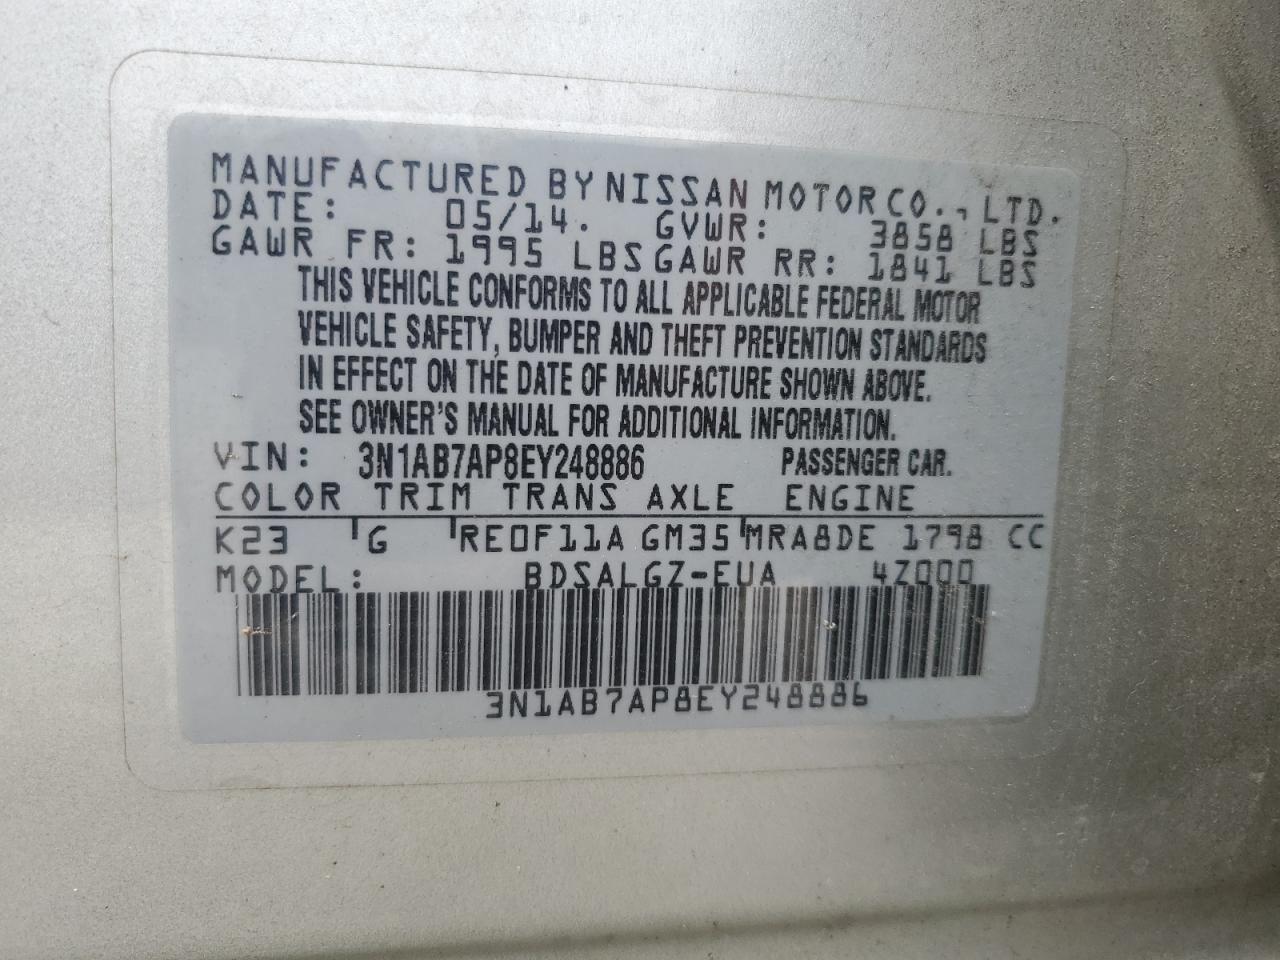 MANUFACTURED BY NISSAN MOTOR CO., LTD.
DATE: 05/14. GVWR: 3858 LBS
GAWR FR: 1995 LBS GAWR RR: 1841 LBS
THIS VEHICLE CONFORMS TO ALL APPLICABLE FEDERAL MOTOR
VEHICLE SAFETY, BUMPER AND THEFT PREVENTION STANDARDS
IN EFFECT ON THE DATE OF MANUFACTURE SHOWN ABOVE.
SEE OWNER'S MANUAL FOR ADDITIONAL INFORMATION.
VIN: 3N1AB7AP8EY248886 PASSENGER CAR.
COLOR TRIM TRANS AXLE ENGINE
K23 G RE0F11A GM35 MRA8DE 1798 CC
MODEL: BDSALGZ-EUA 4Z000
3N1AB7AP8EY248886